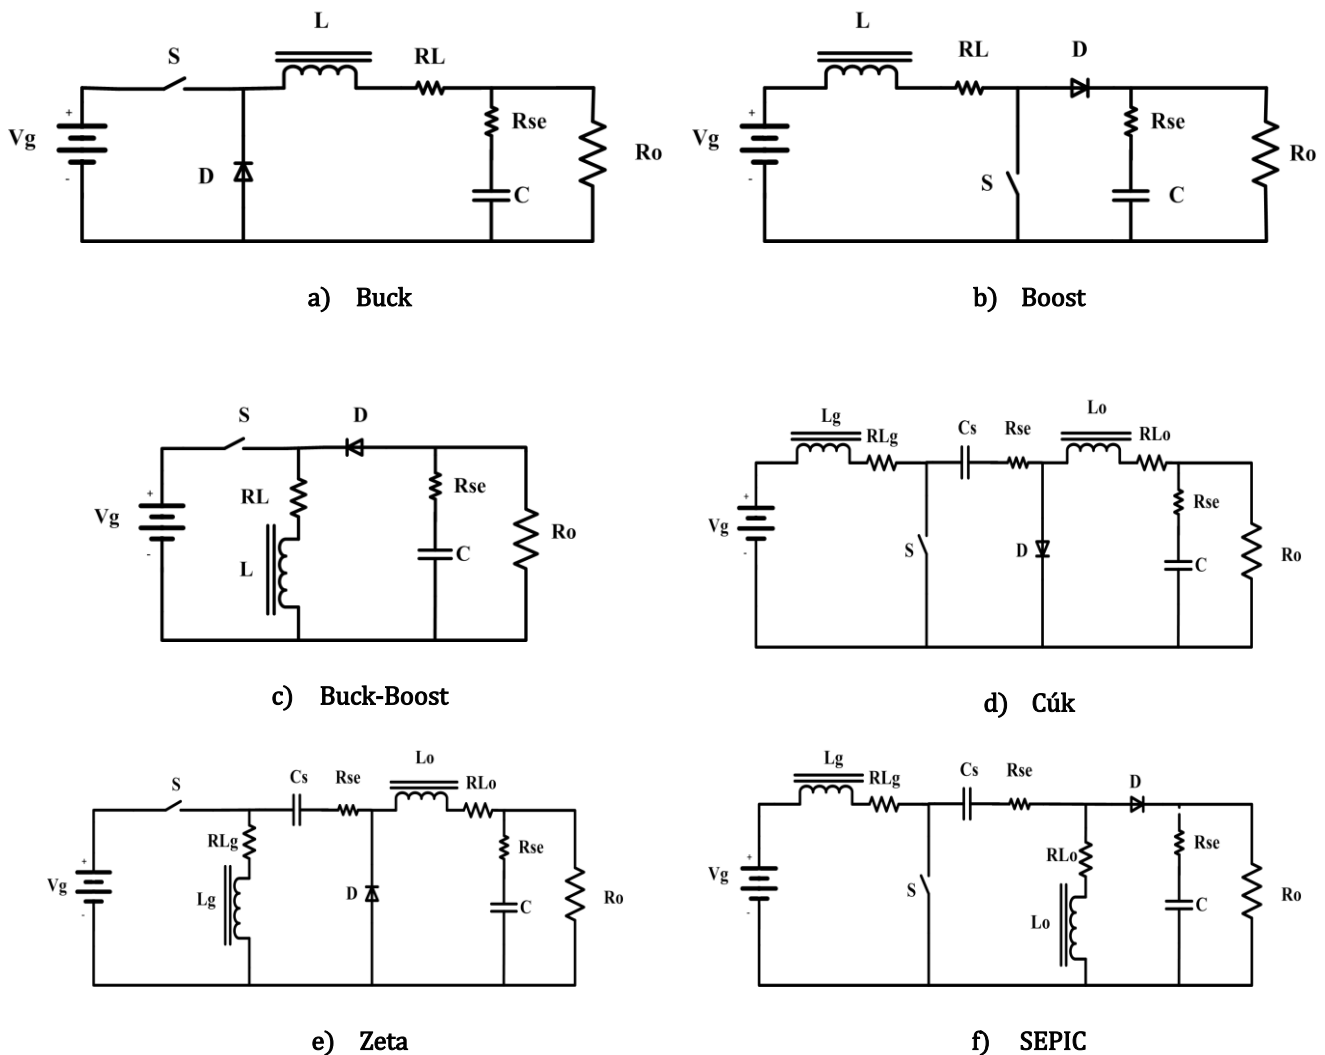 L
S
RL
Vg
+
-
D
Rse
C
Ro
a) Buck
L
RL
D
Vg
+
-
S
Rse
C
Ro
b) Boost
S
D
Vg
+
-
RL
L
Rse
C
Ro
c) Buck-Boost
Lg
RLg
Cs
Rse
Lo
RLo
Vg
+
-
S
D
Rse
C
Ro
d) Cúk
S
Cs
Rse
Lo
RLo
Vg
+
-
RLg
Lg
D
Rse
C
Ro
e) Zeta
Lg
RLg
Cs
Rse
D
Vg
+
-
S
RLo
Lo
Rse
C
Ro
f) SEPIC